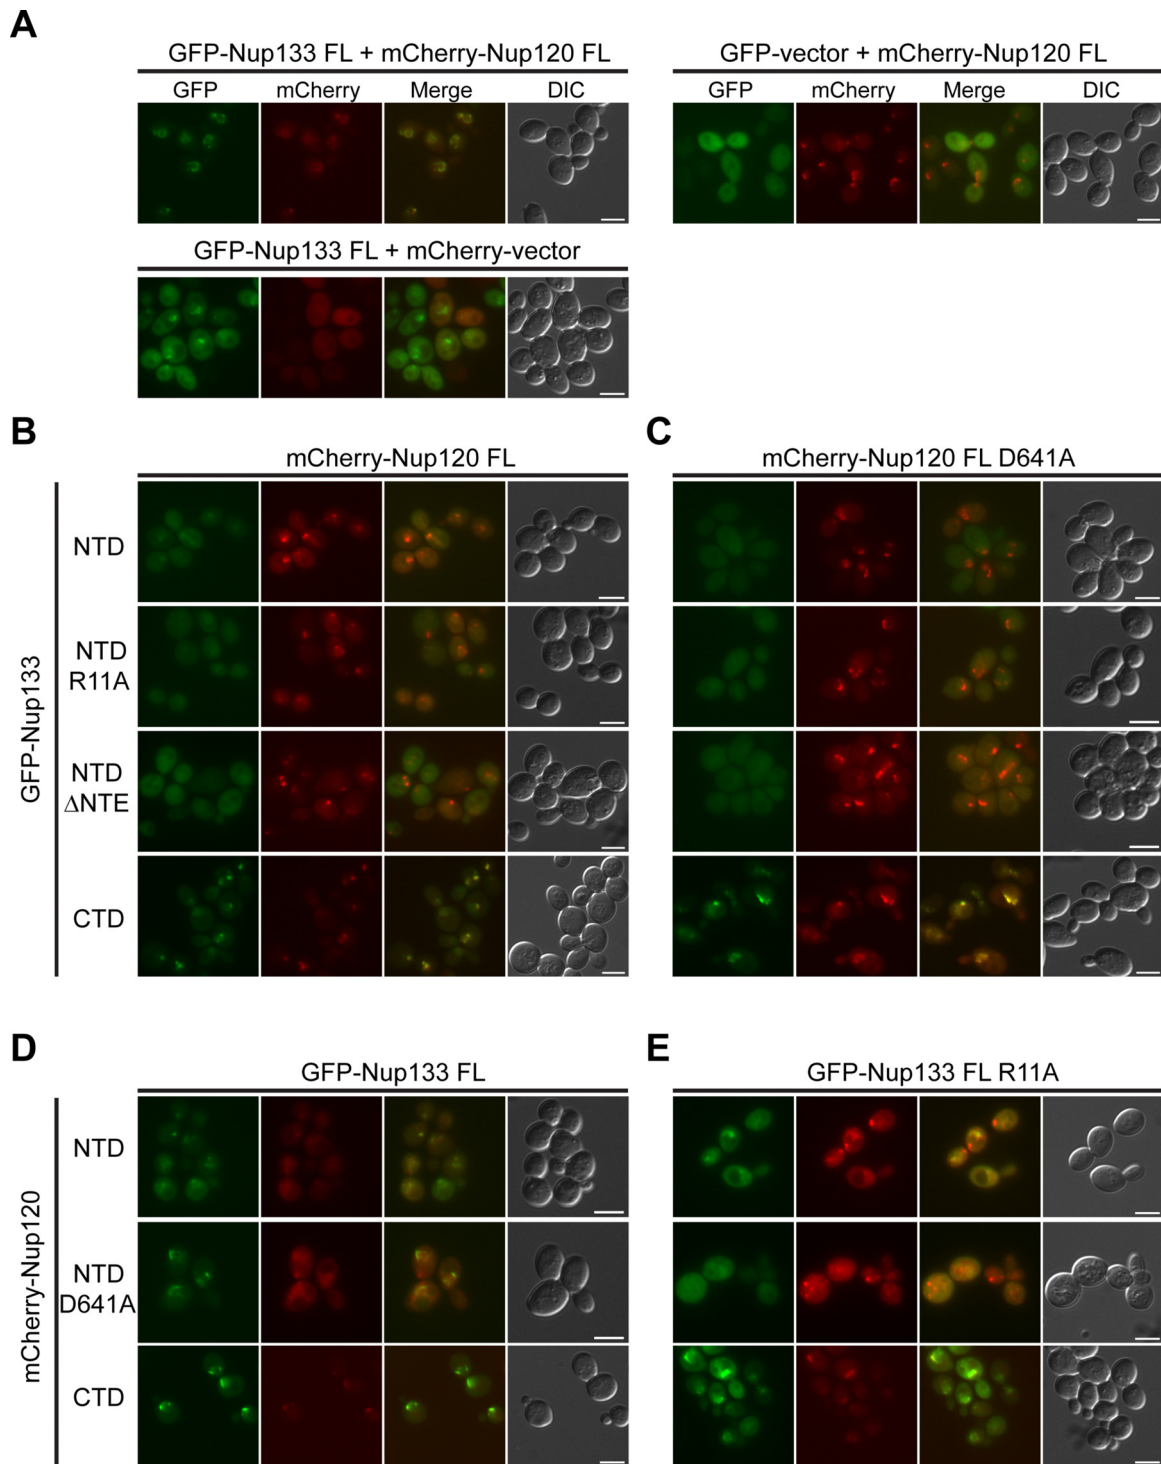 A
GFP-Nup133 FL + mCherry-Nup120 FL
GFP mCherry Merge DIC
GFP-vector + mCherry-Nup120 FL
GFP mCherry Merge DIC
GFP-Nup133 FL + mCherry-vector
B
mCherry-Nup120 FL
GFP-Nup133
NTD
NTD
R11A
NTD
ΔNTE
CTD
C
mCherry-Nup120 FL D641A
D
GFP-Nup133 FL
mCherry-Nup120
NTD
NTD
D641A
CTD
E
GFP-Nup133 FL R11A